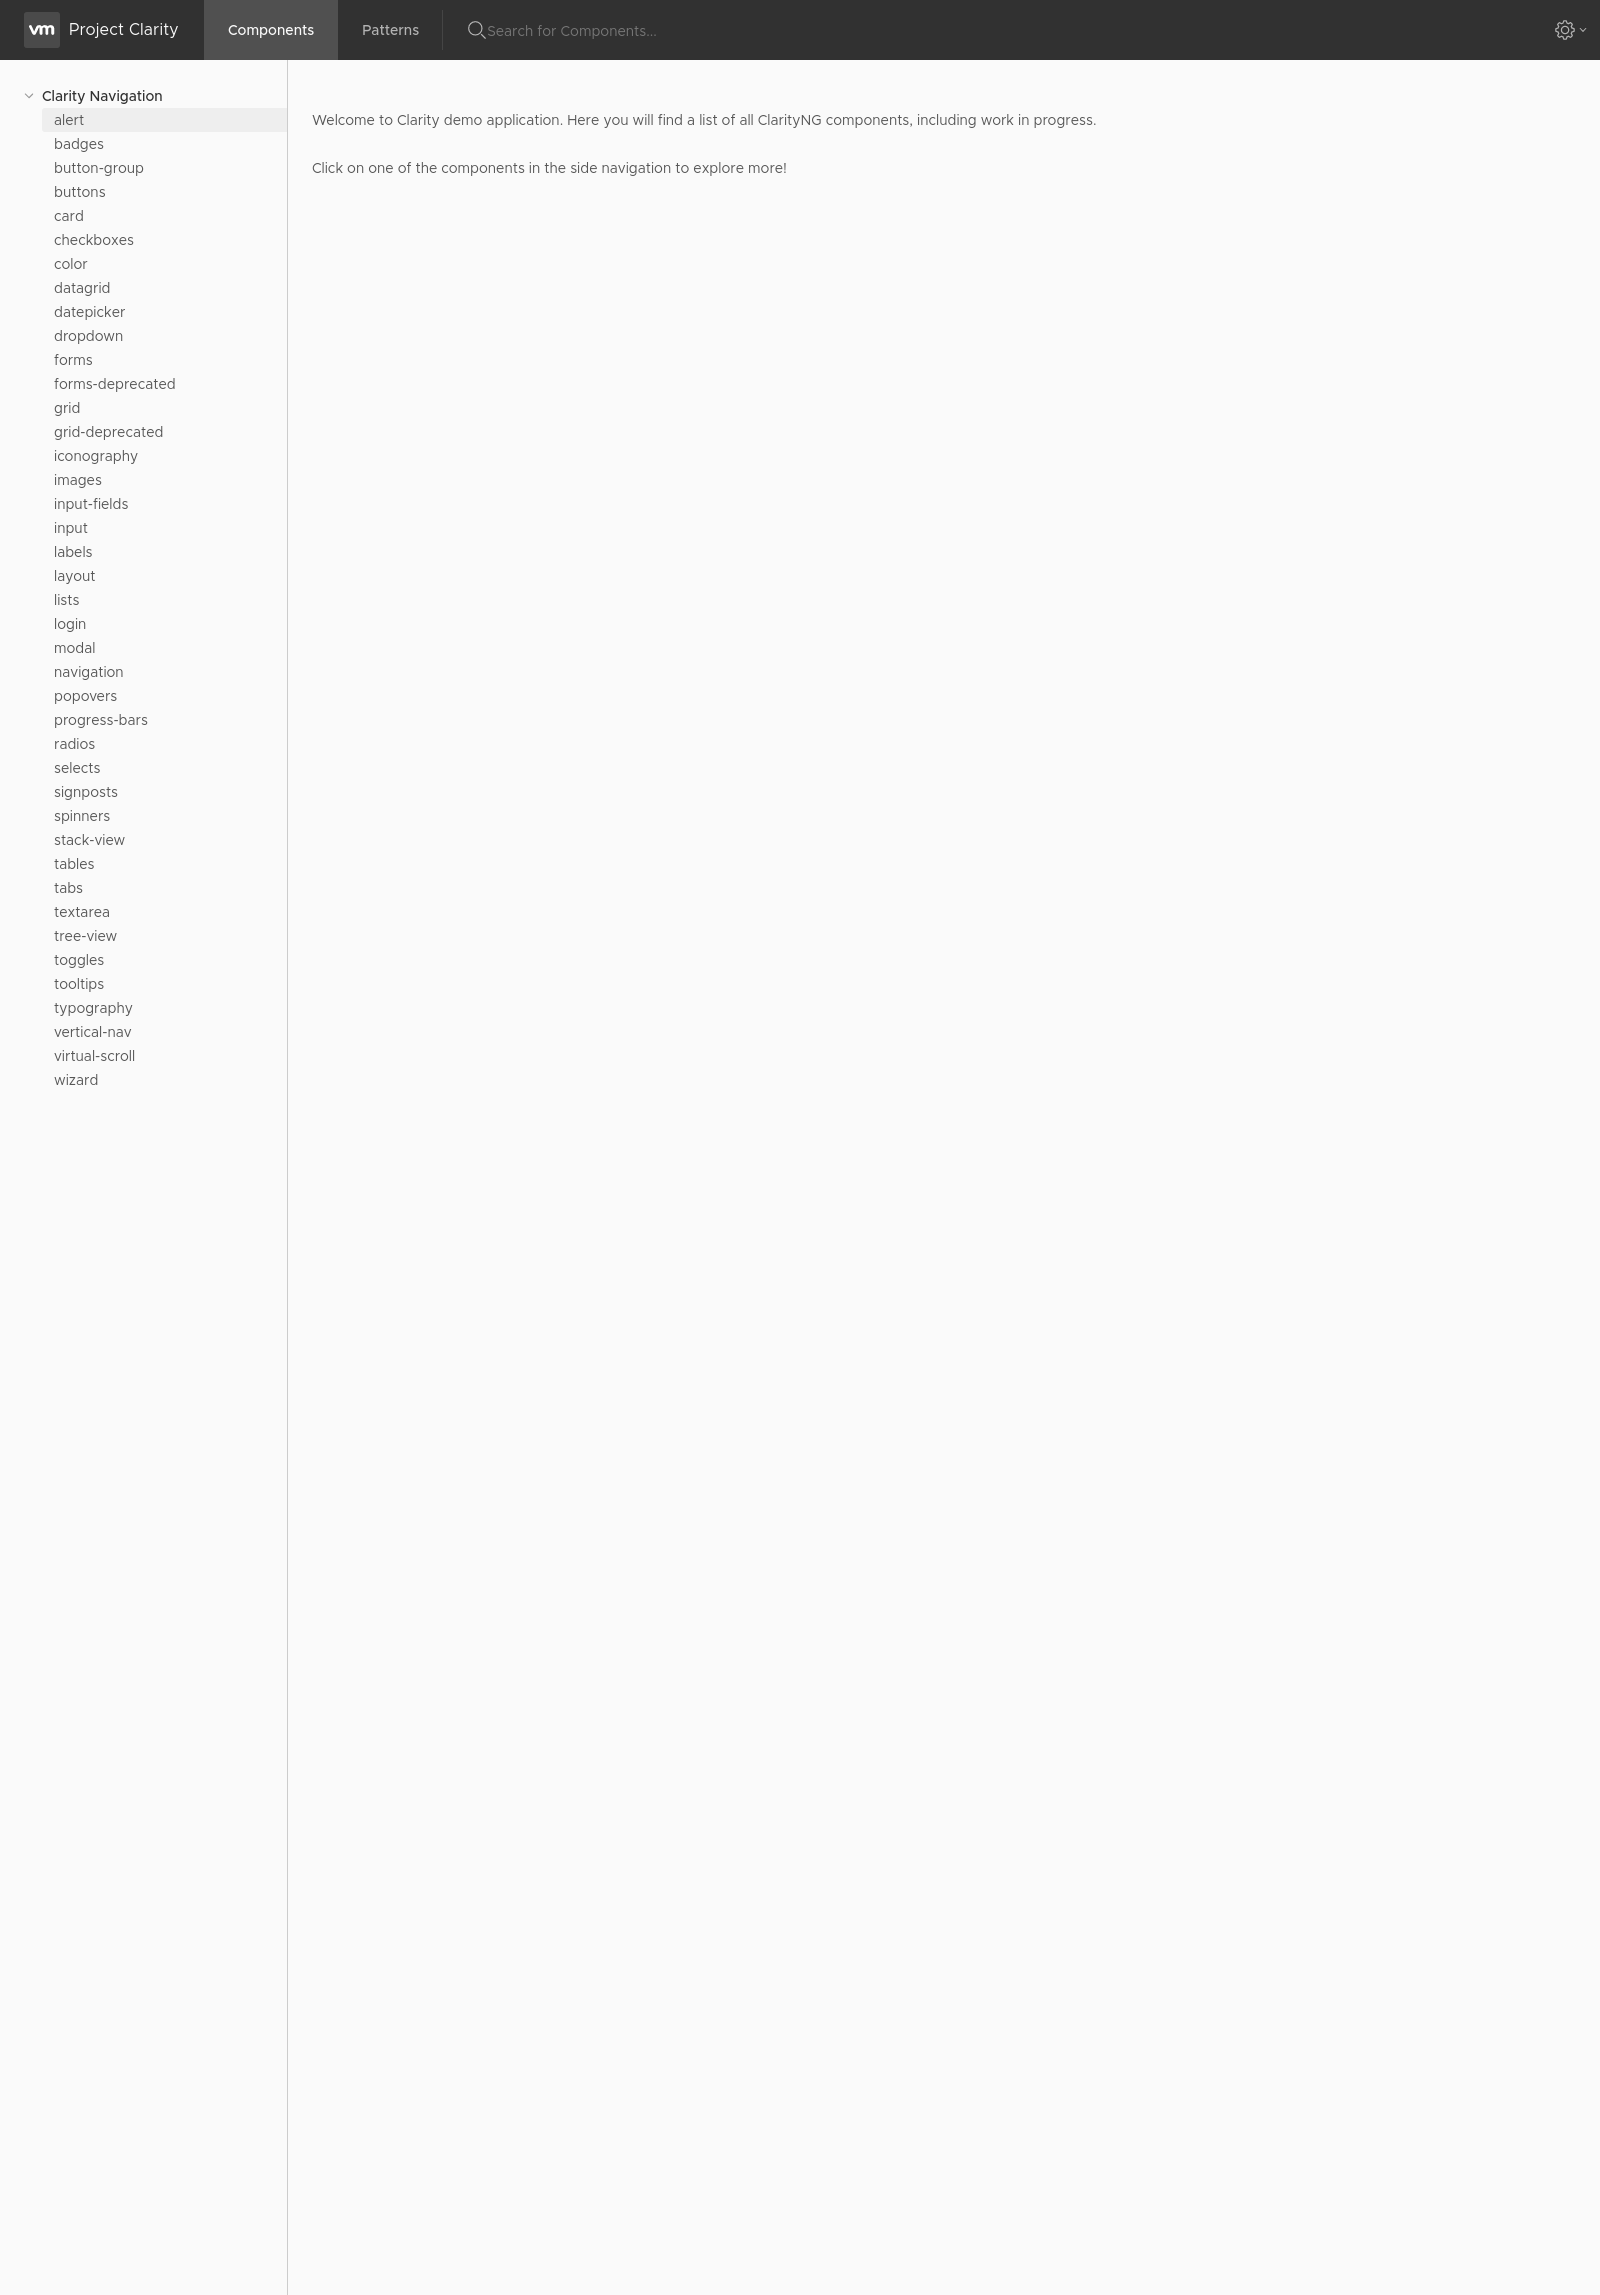 vm Project Clarity
Components
Patterns
Search for Components...
Clarity Navigation
alert
badges
button-group
buttons
card
checkboxes
color
datagrid
datepicker
dropdown
forms
forms-deprecated
grid
grid-deprecated
iconography
images
input-fields
input
labels
layout
lists
login
modal
navigation
popovers
progress-bars
radios
selects
signposts
spinners
stack-view
tables
tabs
textarea
tree-view
toggles
tooltips
typography
vertical-nav
virtual-scroll
wizard
Welcome to Clarity demo application. Here you will find a list of all ClarityNG components, including work in progress.
Click on one of the components in the side navigation to explore more!